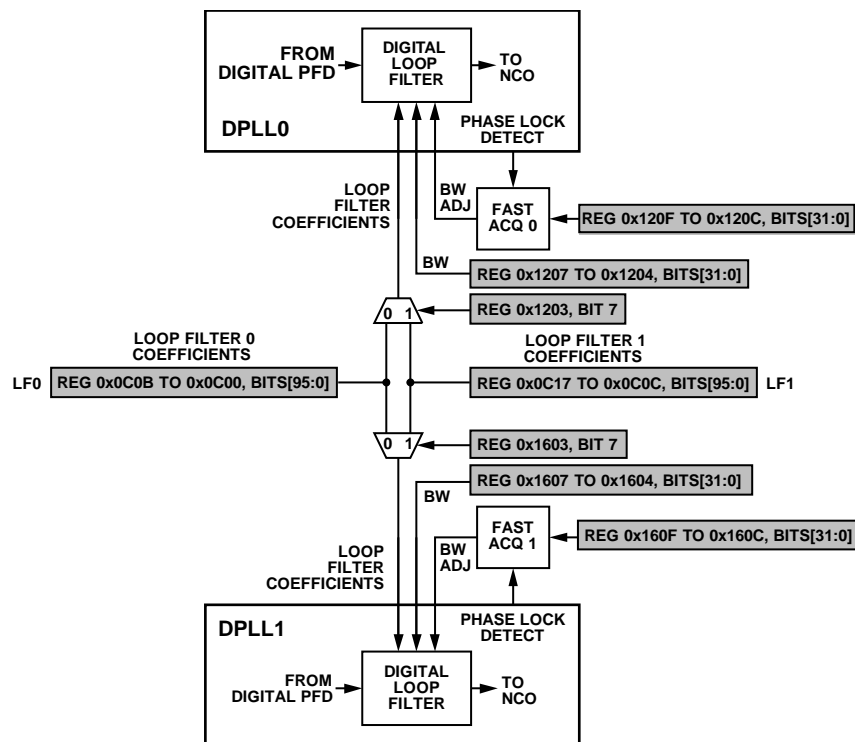 FROM
DIGITAL PFD
DIGITAL
LOOP
FILTER
TO
NCO
DPLL0
PHASE LOCK
DETECT
LOOP
FILTER
COEFFICIENTS
BW
ADJ
FAST
ACQ 0
REG 0x120F TO 0x120C, BITS[31:0]
BW
REG 0x1207 TO 0x1204, BITS[31:0]
0 1
REG 0x1203, BIT 7
LOOP FILTER 0
COEFFICIENTS
LOOP FILTER 1
COEFFICIENTS
LF0
REG 0x0C0B TO 0x0C00, BITS[95:0]
REG 0x0C17 TO 0x0C0C, BITS[95:0]
LF1
0 1
REG 0x1603, BIT 7
REG 0x1607 TO 0x1604, BITS[31:0]
BW
FAST
ACQ 1
REG 0x160F TO 0x160C, BITS[31:0]
LOOP
FILTER
COEFFICIENTS
BW
ADJ
DPLL1
PHASE LOCK
DETECT
FROM
DIGITAL PFD
DIGITAL
LOOP
FILTER
TO
NCO